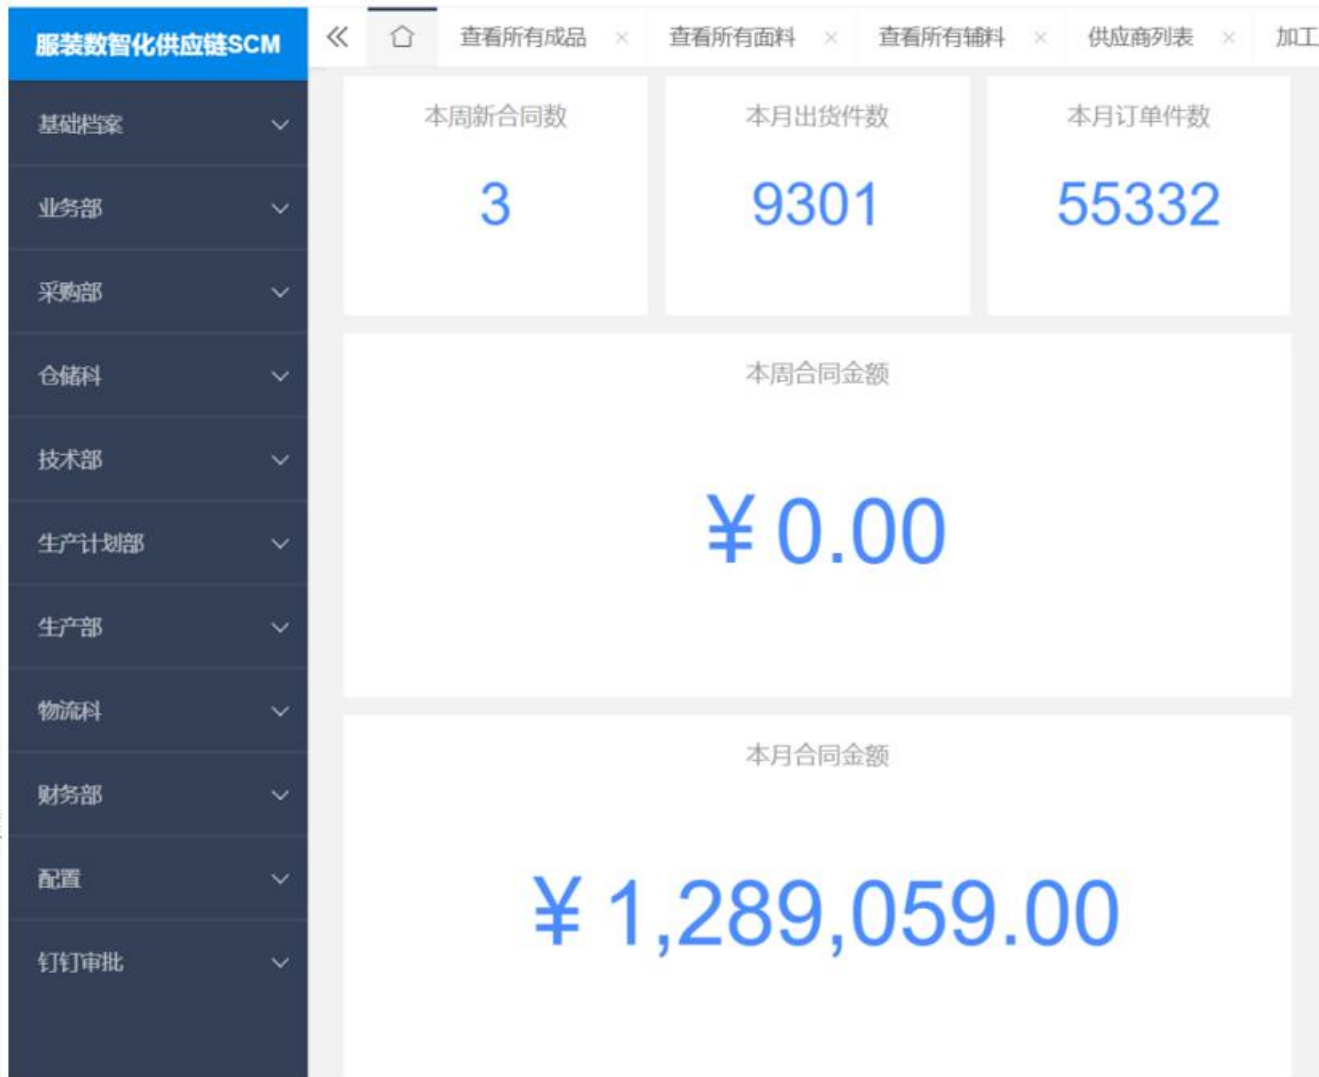 服装数智化供应链SCM
查看所有成品
查看所有面料
查看所有辅料
供应商列表
加工
基础档案
业务部
采购部
仓储科
技术部
生产计划部
生产部
物流科
财务部
配置
钉钉审批
本周新合同数
3
本月出货件数
9301
本月订单件数
55332
本周合同金额
¥ 0.00
本月合同金额
¥ 1,289,059.00